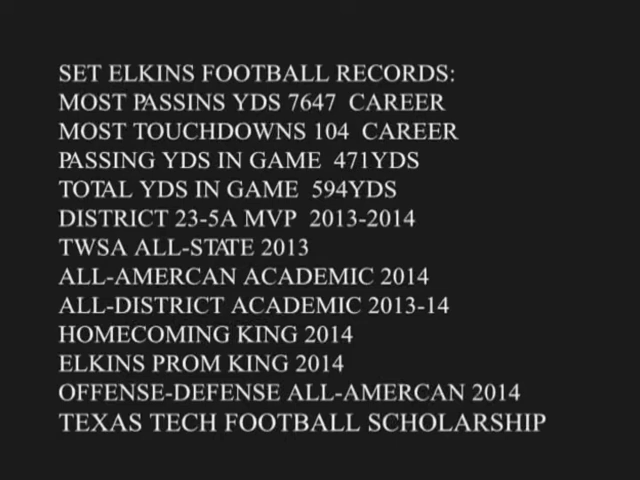 SET ELKINS FOOTBALL RECORDS:
MOST PASSINS YDS 7647 CAREER
MOST TOUCHDOWNS 104 CAREER
PASSING YDS IN GAME 471YDS
TOTAL YDS IN GAME 594YDS
DISTRICT 23-5A MVP 2013-2014
TWSA ALL-STATE 2013
ALL-AMERCAN ACADEMIC 2014
ALL-DISTRICT ACADEMIC 2013-14
HOMECOMING KING 2014
ELKINS PROM KING 2014
OFFENSE-DEFENSE ALL-AMERCAN 2014
TEXAS TECH FOOTBALL SCHOLARSHIP